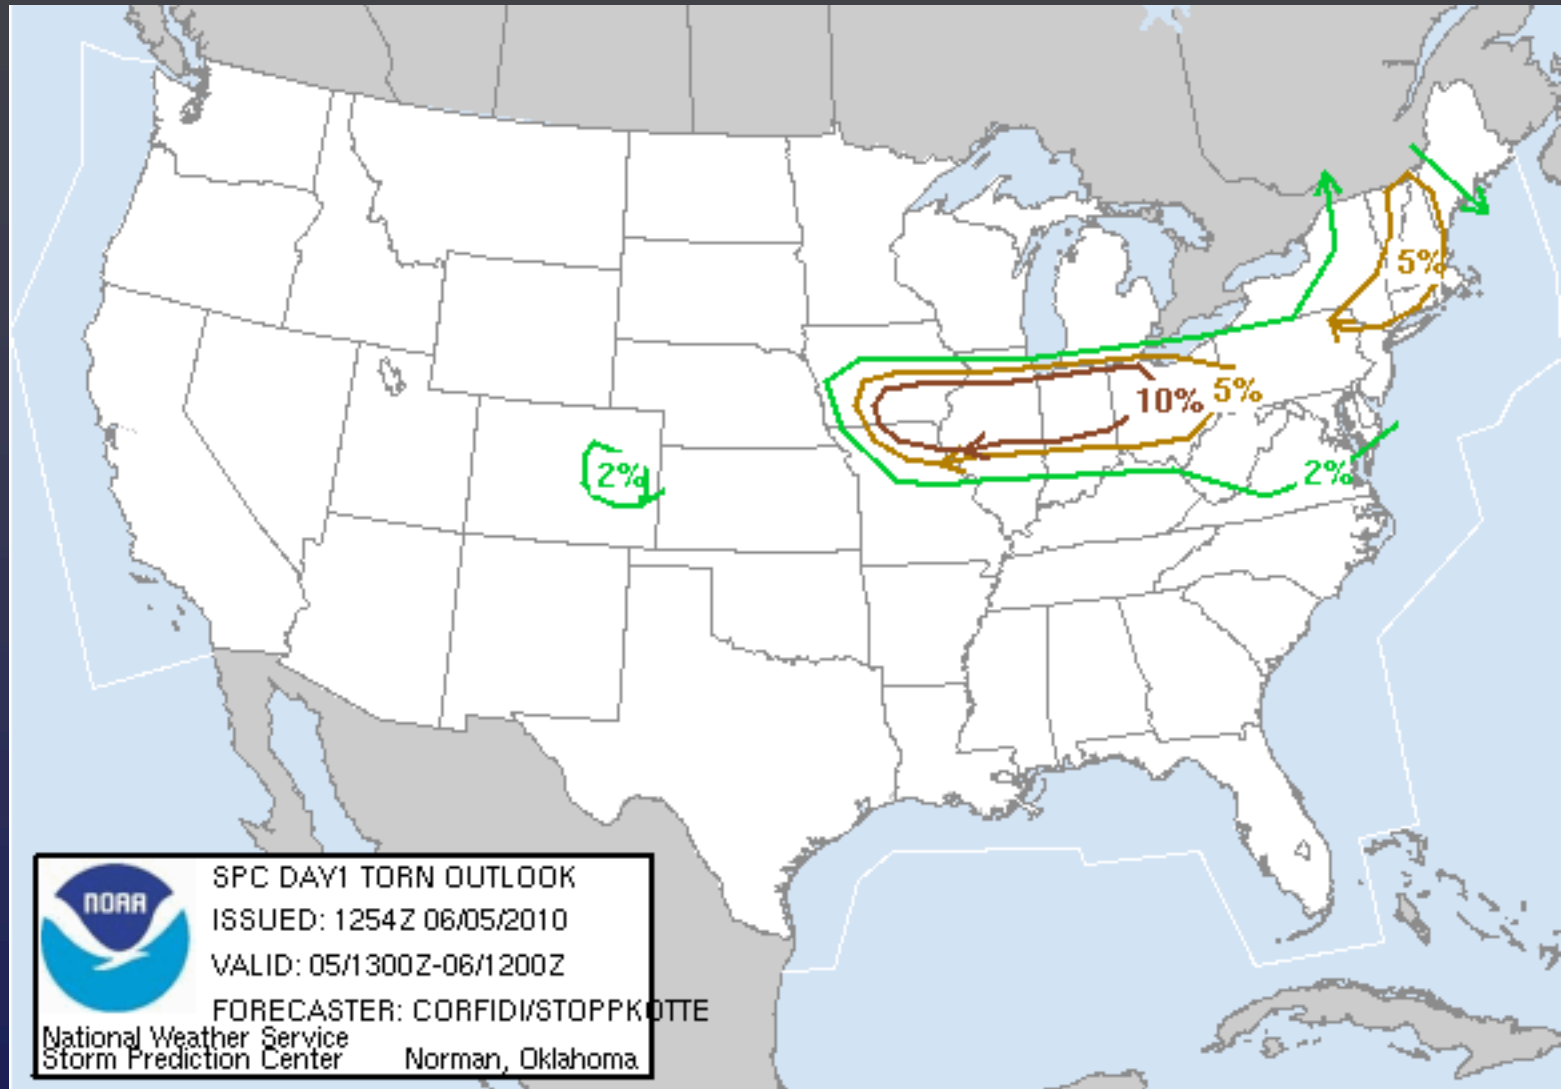 5%
10%
5%
2%
2%
NOAA
SPC DAY1 TORN OUTLOOK
ISSUED: 1254Z 06/05/2010
VALID: 05/1300Z-06/1200Z
FORECASTER: CORFIDI/STOPPKOTTE
National Weather Service
Storm Prediction Center Norman, Oklahoma